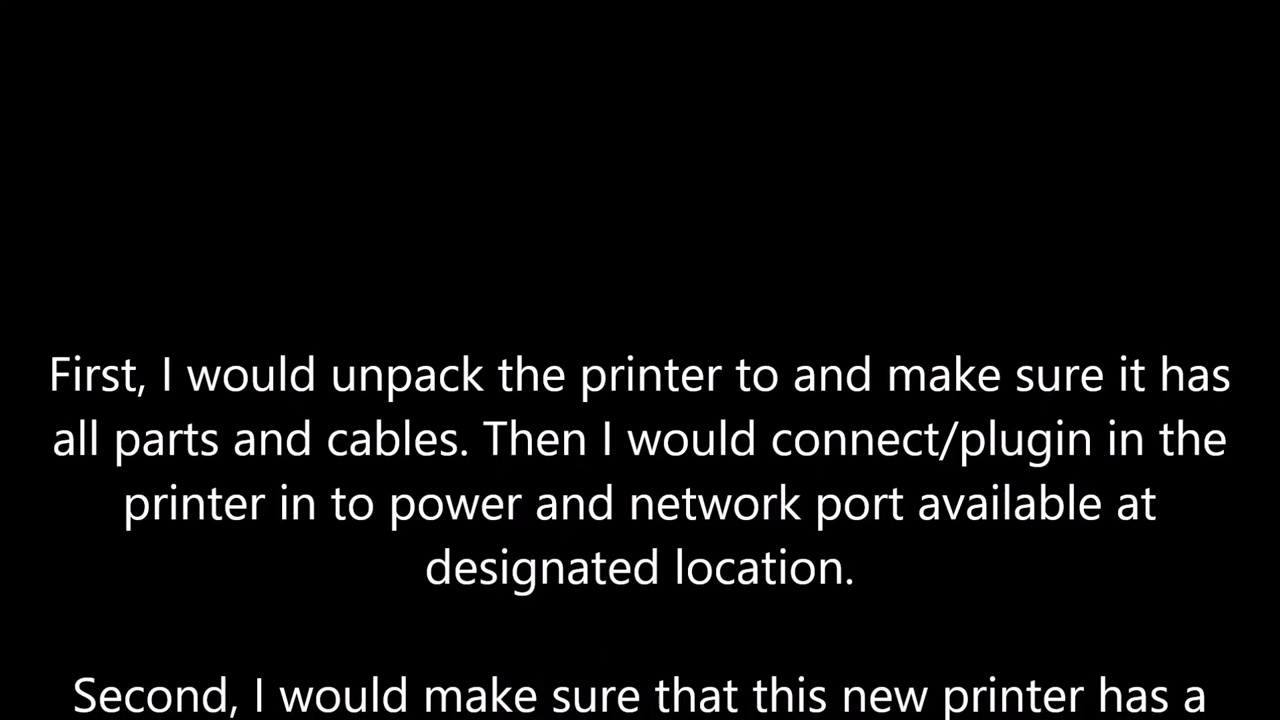 First, I would unpack the printer to and make sure it has
all parts and cables. Then I would connect/plugin in the
printer in to power and network port available at
designated location.
Second, I would make sure that this new printer has a